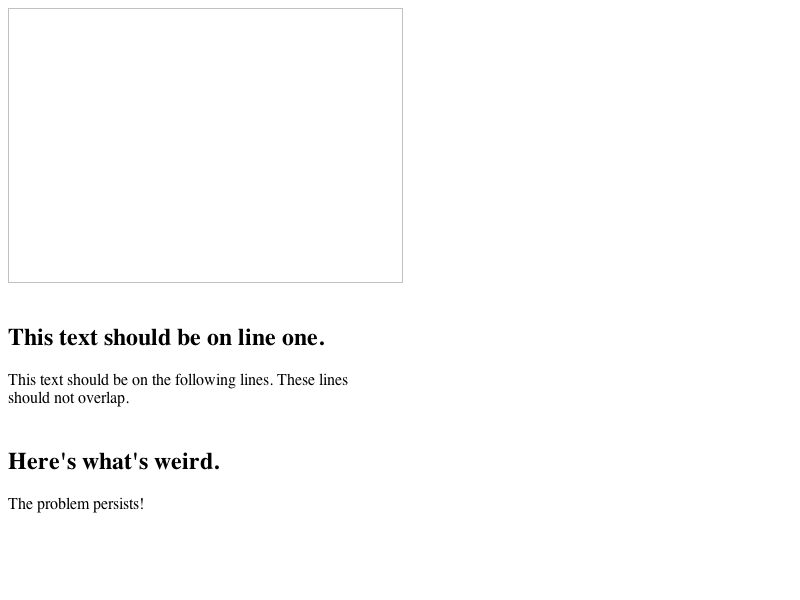 This text should be on line one.
This text should be on the following lines. These lines
should not overlap.
Here's what's weird.
The problem persists!